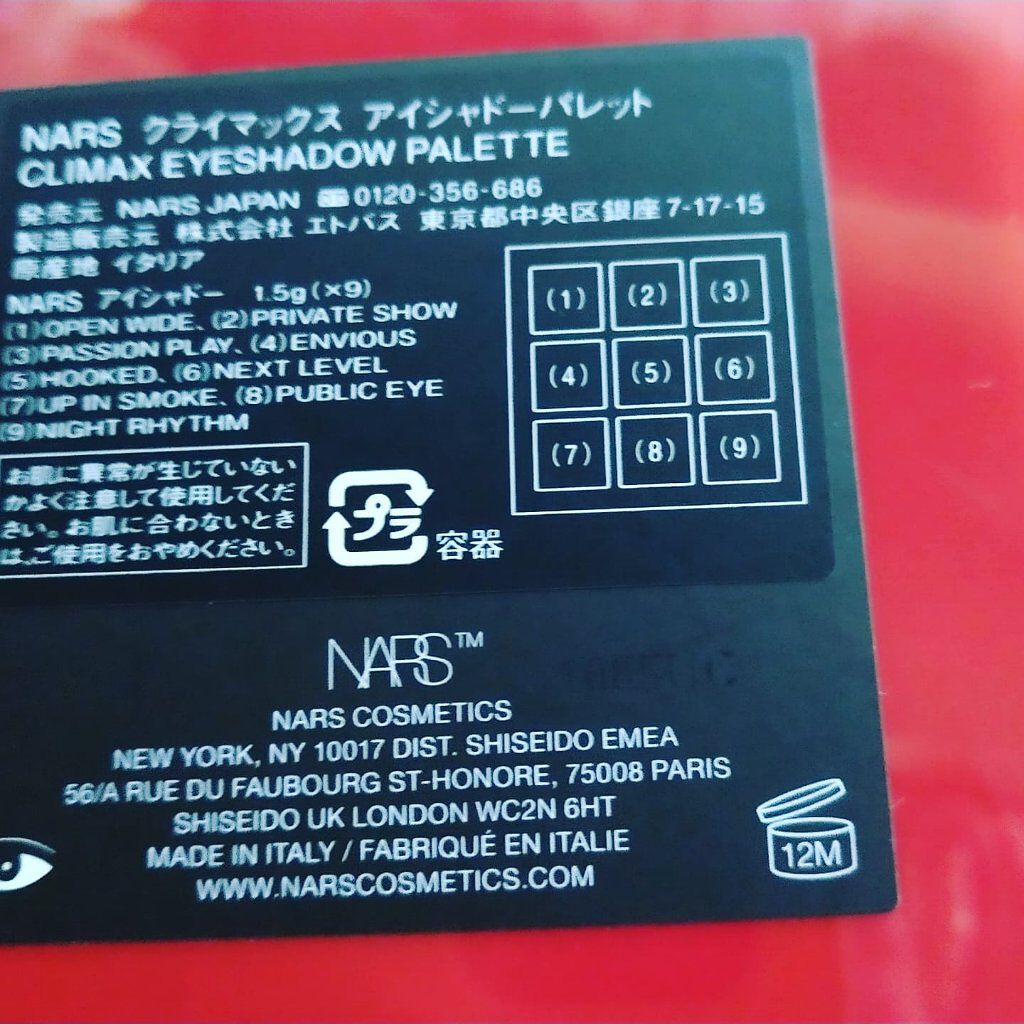 NARS クライマックス アイシャドーパレット
CLIMAX EYESHADOW PALETTE
発売元 NARS JAPAN 0120-356-686
製造販売元 株式会社 エトバス 東京都中央区銀座7-17-15
原産地 イタリア
NARS アイシャドー 1.5g(×9)
(1)OPEN WIDE、(2)PRIVATE SHOW
(3)PASSION PLAY、(4)ENVIOUS
(5)HOOKED、(6)NEXT LEVEL
(7)UP IN SMOKE、(8)PUBLIC EYE
(9)NIGHT RHYTHM
(1) (2) (3)
(4) (5) (6)
(7) (8) (9)
お肌に異常が生じていない
かよく注意して使用してくだ
さい。お肌に合わないとき
は、ご使用をおやめください。
プラ
容器
NARS™
NARS COSMETICS
NEW YORK, NY 10017 DIST. SHISEIDO EMEA
56/A RUE DU FAUBOURG ST-HONORE, 75008 PARIS
SHISEIDO UK LONDON WC2N 6HT
MADE IN ITALY / FABRIQUÉ EN ITALIE
WWW.NARSCOSMETICS.COM
12M